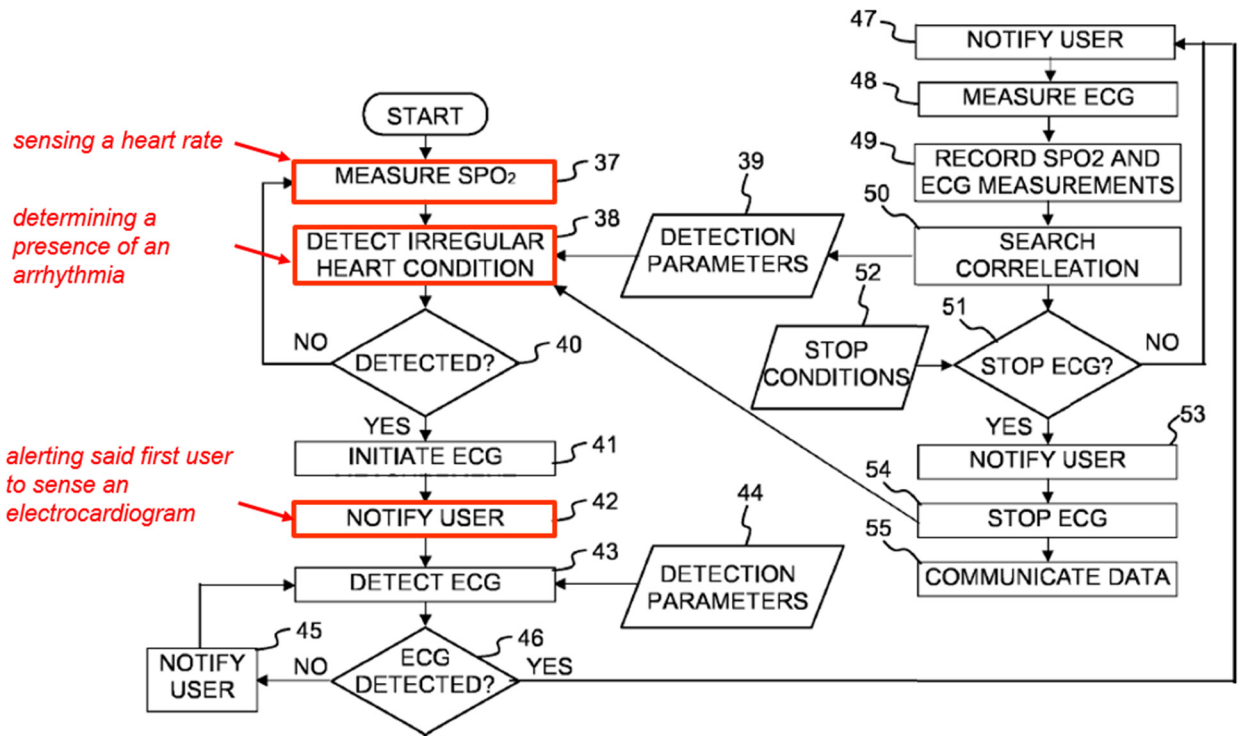 START
sensing a heart rate
MEASURE SPO2
37
determining a
presence of an
arrhythmia
38
DETECT IRREGULAR
HEART CONDITION
39
DETECTION
PARAMETERS
NO
DETECTED?
40
YES
41
INITIATE ECG
alerting said first user
to sense an
electrocardiogram
NOTIFY USER
42
43
DETECT ECG
44
DETECTION
PARAMETERS
45
NOTIFY
USER
NO
ECG
DETECTED?
46
YES
47
NOTIFY USER
48
MEASURE ECG
49
RECORD SPO2 AND
ECG MEASUREMENTS
50
SEARCH
CORRELEATION
52
STOP
CONDITIONS
51
STOP ECG?
NO
YES
53
NOTIFY USER
54
STOP ECG
55
COMMUNICATE DATA